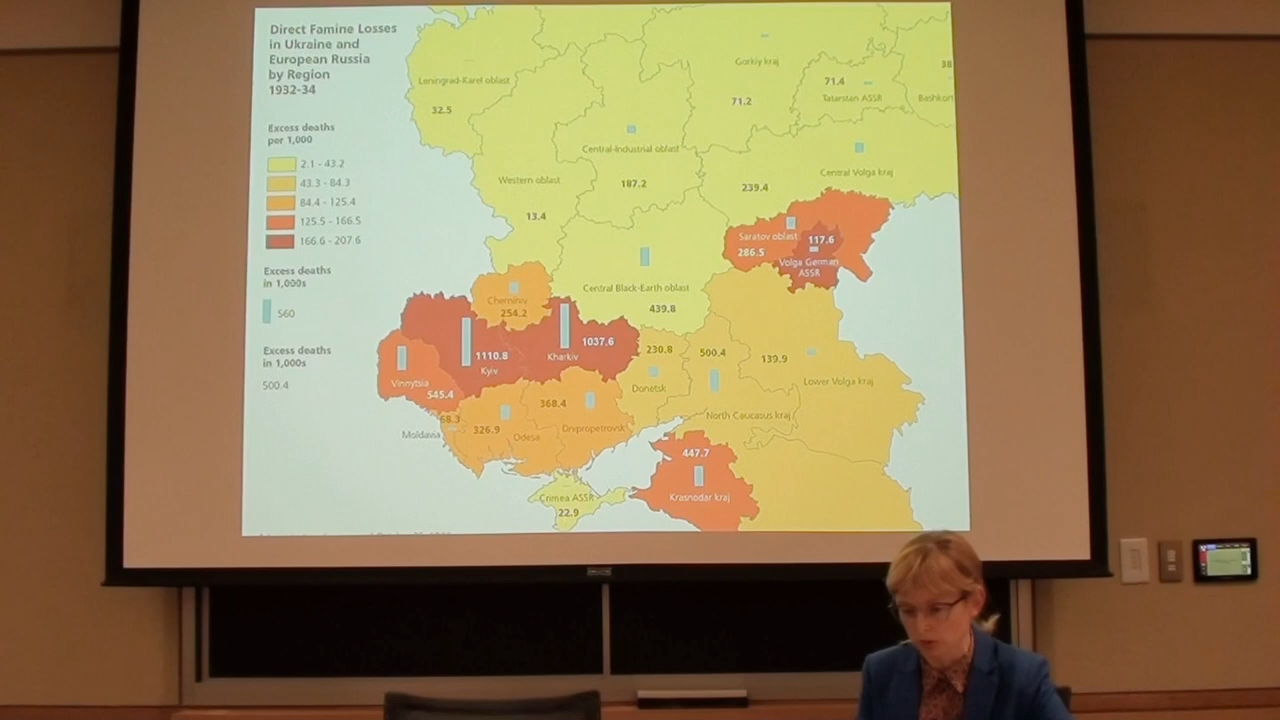 Direct Famine Losses
in Ukraine and
European Russia
by Region
1932-34
Excess deaths
per 1,000
2.1 - 43.2
43.3 - 84.3
84.4 - 125.4
125.5 - 166.5
166.6 - 207.6
Excess deaths
in 1,000s
560
Excess deaths
in 1,000s
500.4
Leningrad-Karel oblast
32.5
Gorkiy kraj
71.2
71.4
Tatarstan ASSR
38
Bashkort
Central-Industrial oblast
187.2
Central Volga kraj
239.4
Western oblast
13.4
Saratov oblast
286.5
117.6
Volga German
ASSR
Central Black-Earth oblast
439.8
Chernihiv
254.2
1110.8
Kyiv
1037.6
Kharkiv
Vinnytsia
545.4
230.8
Donetsk
500.4
North Caucasus kraj
139.9
Lower Volga kraj
68.3
Moldavia
326.9
Odesa
368.4
Dnipropetrovsk
Crimea ASSR
22.9
447.7
Krasnodar kraj